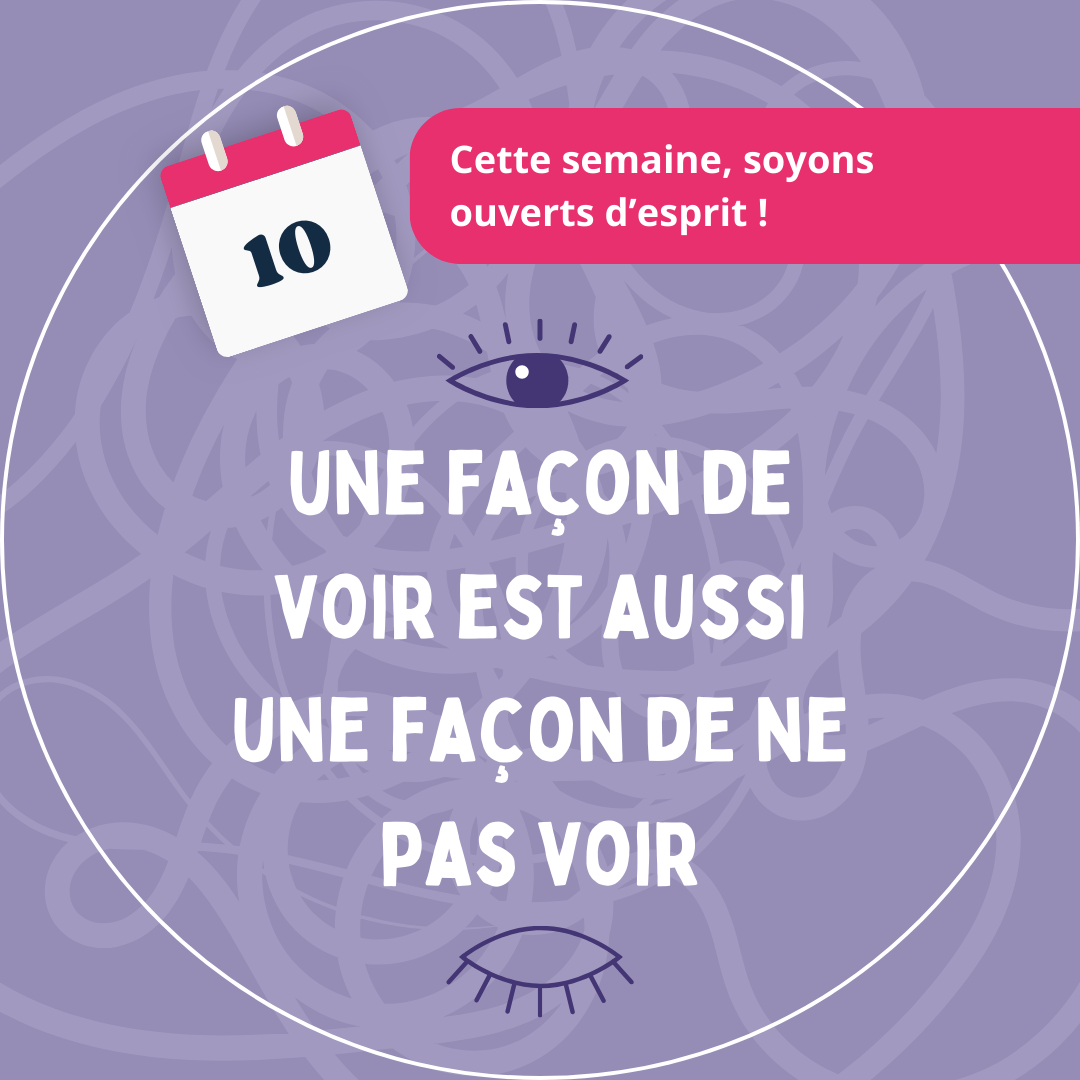 10
Cette semaine, soyons
ouverts d’esprit !
UNE FAÇON DE
VOIR EST AUSSI
UNE FAÇON DE NE
PAS VOIR